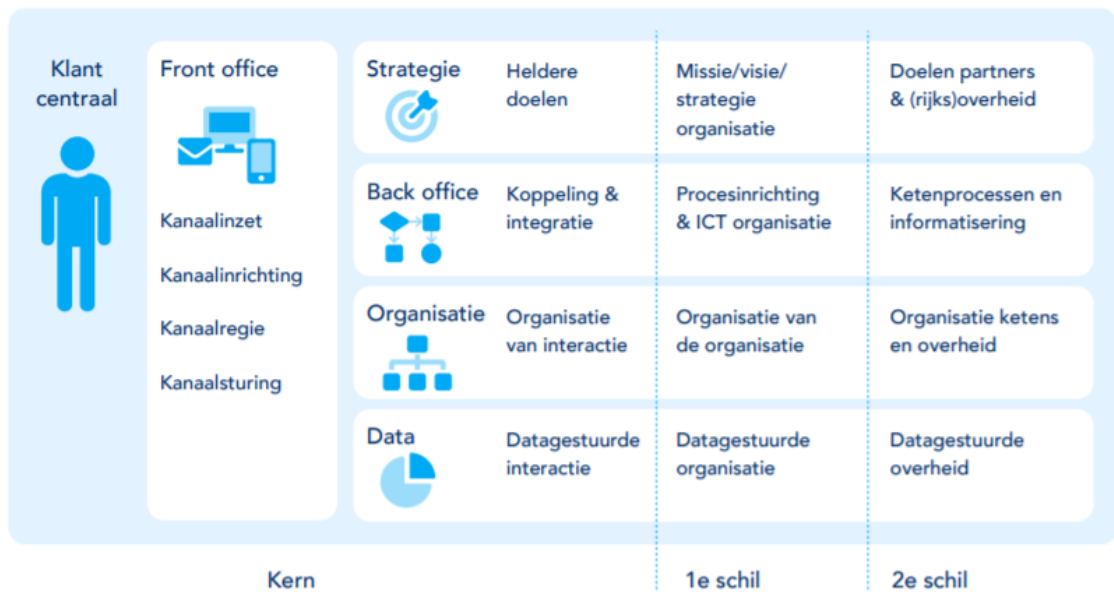 Klant
centraal
Front office
Kanaalinzet
Kanaalinrichting
Kanaalregie
Kanaalsturing
Strategie
Heldere
doelen
Missie/visie/
strategie
organisatie
Doelen partners
& (rijks)overheid
Back office
Koppeling &
integratie
Procesinrichting
& ICT organisatie
Ketenprocessen en
informatisering
Organisatie
Organisatie
van interactie
Organisatie van
de organisatie
Organisatie ketens
en overheid
Data
Datagestuurde
interactie
Datagestuurde
organisatie
Datagestuurde
overheid
Kern
1e schil
2e schil